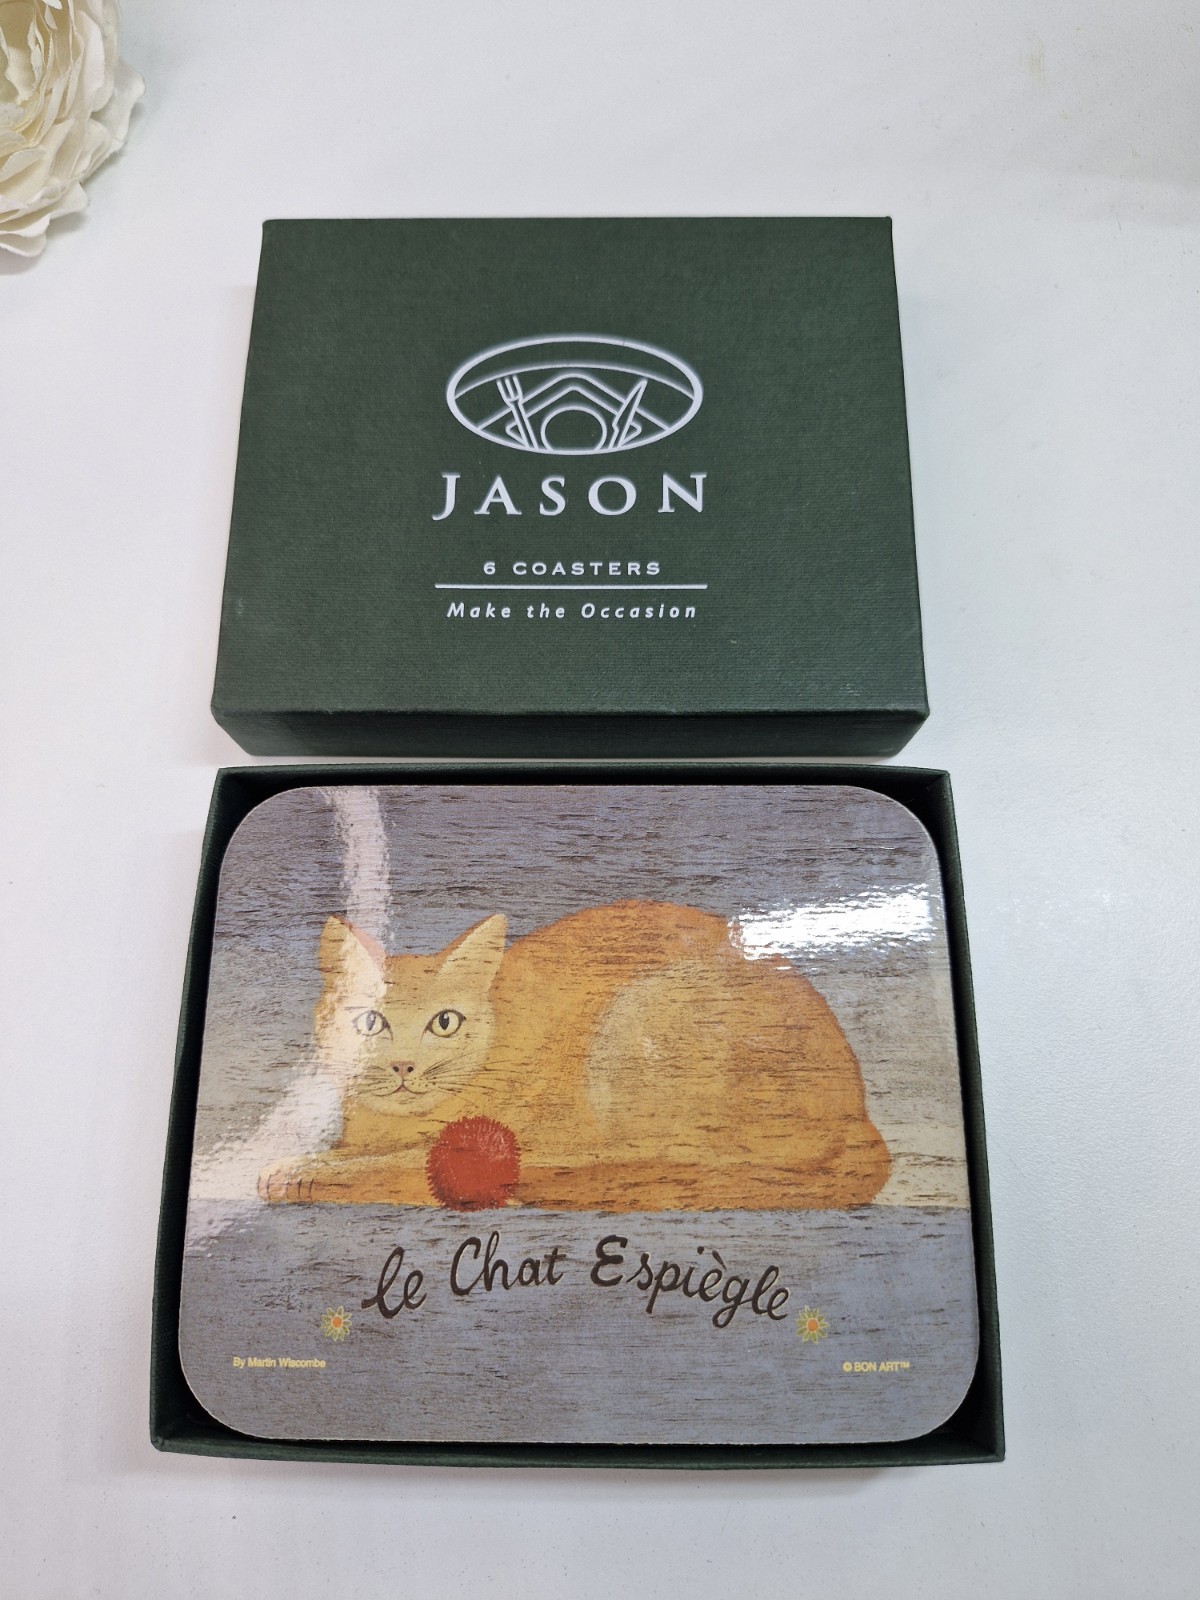 JASON
6 COASTERS
Make the Occasion
le Chat Espiègle
By Martin Wiscombe
© BON ART™